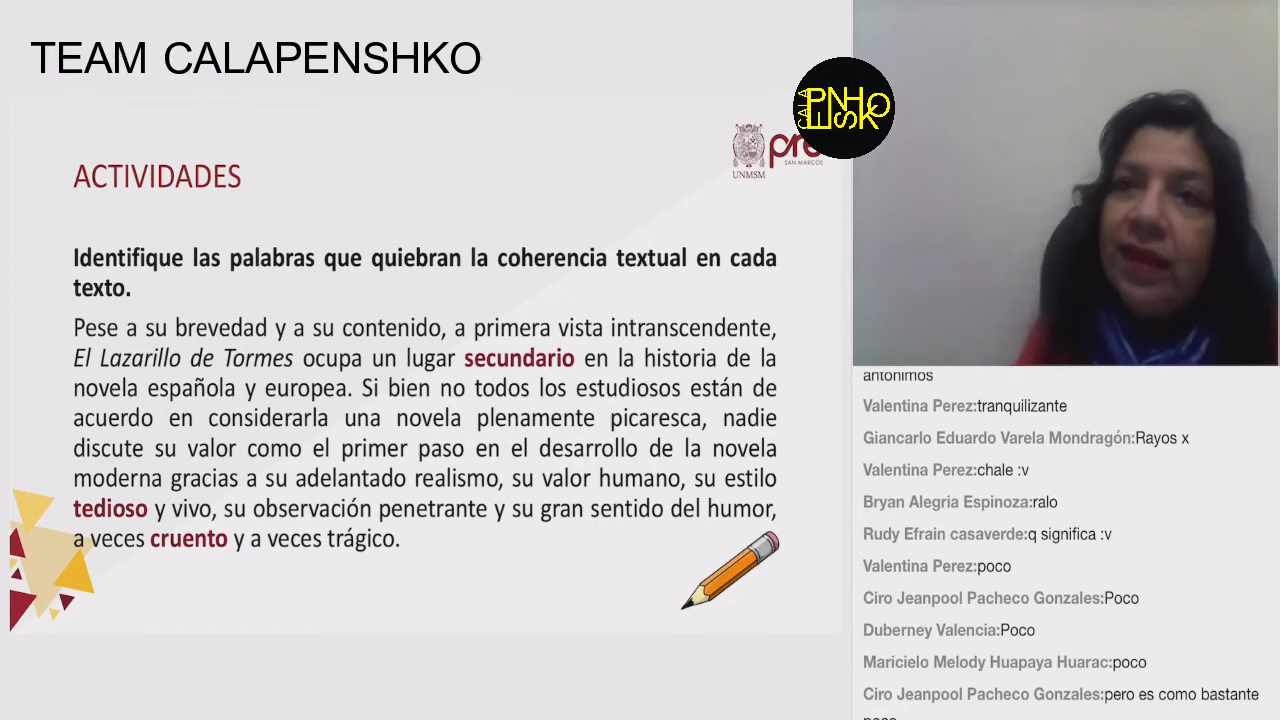 TEAM CALAPENSHKO
CALA
PENHSKO
pre
SAN MARCOS
UNMSM
ACTIVIDADES
Identifique las palabras que quiebran la coherencia textual en cada
texto.
Pese a su brevedad y a su contenido, a primera vista intranscendente,
El Lazarillo de Tormes ocupa un lugar secundario en la historia de la
novela española y europea. Si bien no todos los estudiosos están de
acuerdo en considerarla una novela plenamente picaresca, nadie
discute su valor como el primer paso en el desarrollo de la novela
moderna gracias a su adelantado realismo, su valor humano, su estilo
tedioso y vivo, su observación penetrante y su gran sentido del humor,
a veces cruento y a veces trágico.
antónimos
Valentina Perez:tranquilizante
Giancarlo Eduardo Varela Mondragón:Rayos x
Valentina Perez:chale :v
Bryan Alegria Espinoza:ralo
Rudy Efrain casaverde:q significa :v
Valentina Perez:poco
Ciro Jeanpool Pacheco Gonzales:Poco
Duberney Valencia:Poco
Maricielo Melody Huapaya Huarac:poco
Ciro Jeanpool Pacheco Gonzales:pero es como bastante